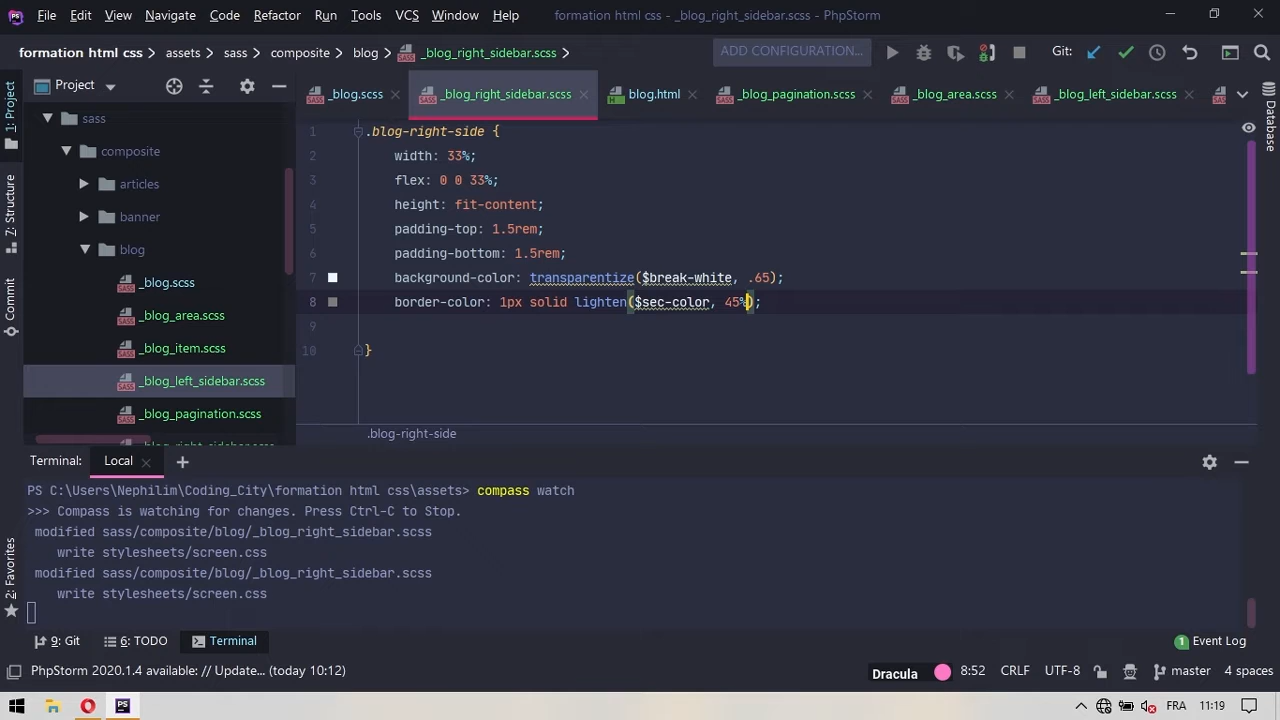 File Edit View Navigate Code Refactor Run Tools VCS Window Help formation html css - _blog_right_sidebar.scss - PhpStorm
formation html css assets sass composite blog _blog_right_sidebar.scss ADD CONFIGURATION... Git:
Project _blog.scss _blog_right_sidebar.scss blog.html _blog_pagination.scss _blog_area.scss _blog_left_sidebar.scss
1: Project
7: Structure
2: Favorites
Database
sass
composite
articles
banner
blog
_blog.scss
_blog_area.scss
_blog_item.scss
_blog_left_sidebar.scss
_blog_pagination.scss
_blog_right_sidebar.scss
1 .blog-right-side {
2 width: 33%;
3 flex: 0 0 33%;
4 height: fit-content;
5 padding-top: 1.5rem;
6 padding-bottom: 1.5rem;
7 background-color: transparentize($break-white, .65);
8 border-color: 1px solid lighten($sec-color, 45%);
9
10 }
.blog-right-side
Terminal: Local
PS C:\Users\Nephilim\Coding_City\formation html css\assets> compass watch
>>> Compass is watching for changes. Press Ctrl-C to Stop.
modified sass/composite/blog/_blog_right_sidebar.scss
write stylesheets/screen.css
modified sass/composite/blog/_blog_right_sidebar.scss
write stylesheets/screen.css
9: Git 6: TODO Terminal 1 Event Log
PhpStorm 2020.1.4 available: // Update... (today 10:12) Dracula 8:52 CRLF UTF-8 master 4 spaces
FRA 11:19